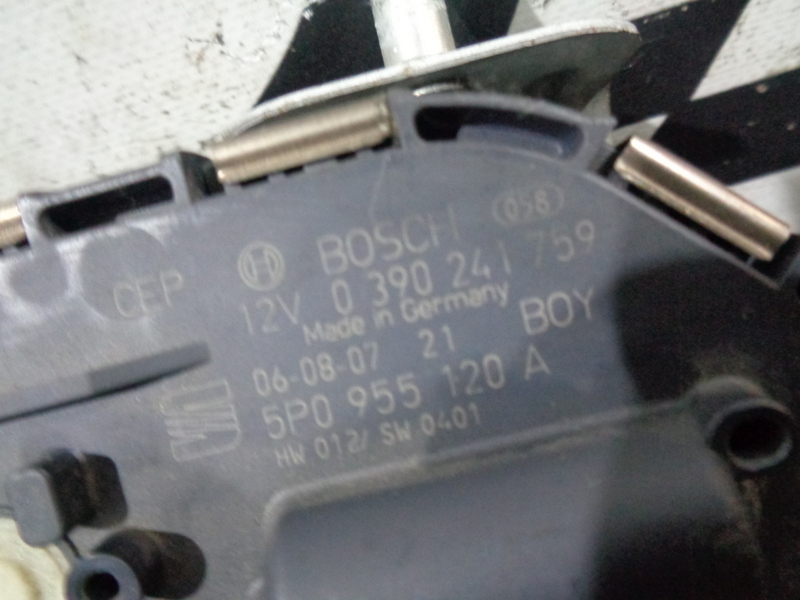 BOSCH 058
CEP 12V 0 390 241 759
Made in Germany BOY
06-08-07 21
5P0 955 120 A
HW 012/ SW 0401